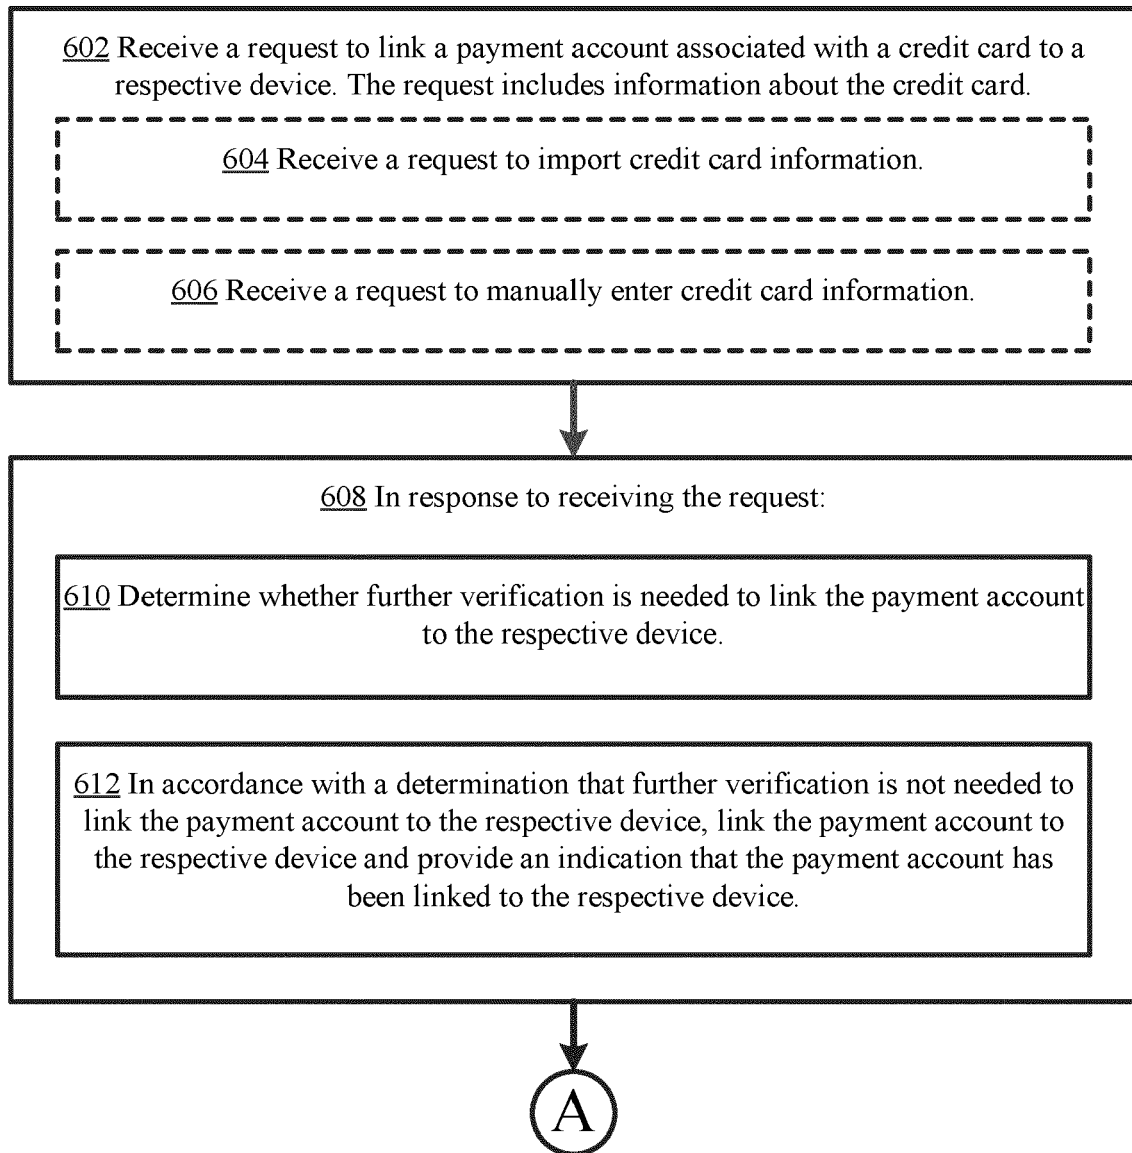 602 Receive a request to link a payment account associated with a credit card to a
respective device. The request includes information about the credit card.
604 Receive a request to import credit card information.
606 Receive a request to manually enter credit card information.
608 In response to receiving the request:
610 Determine whether further verification is needed to link the payment account
to the respective device.
612 In accordance with a determination that further verification is not needed to
link the payment account to the respective device, link the payment account to
the respective device and provide an indication that the payment account has
been linked to the respective device.
A